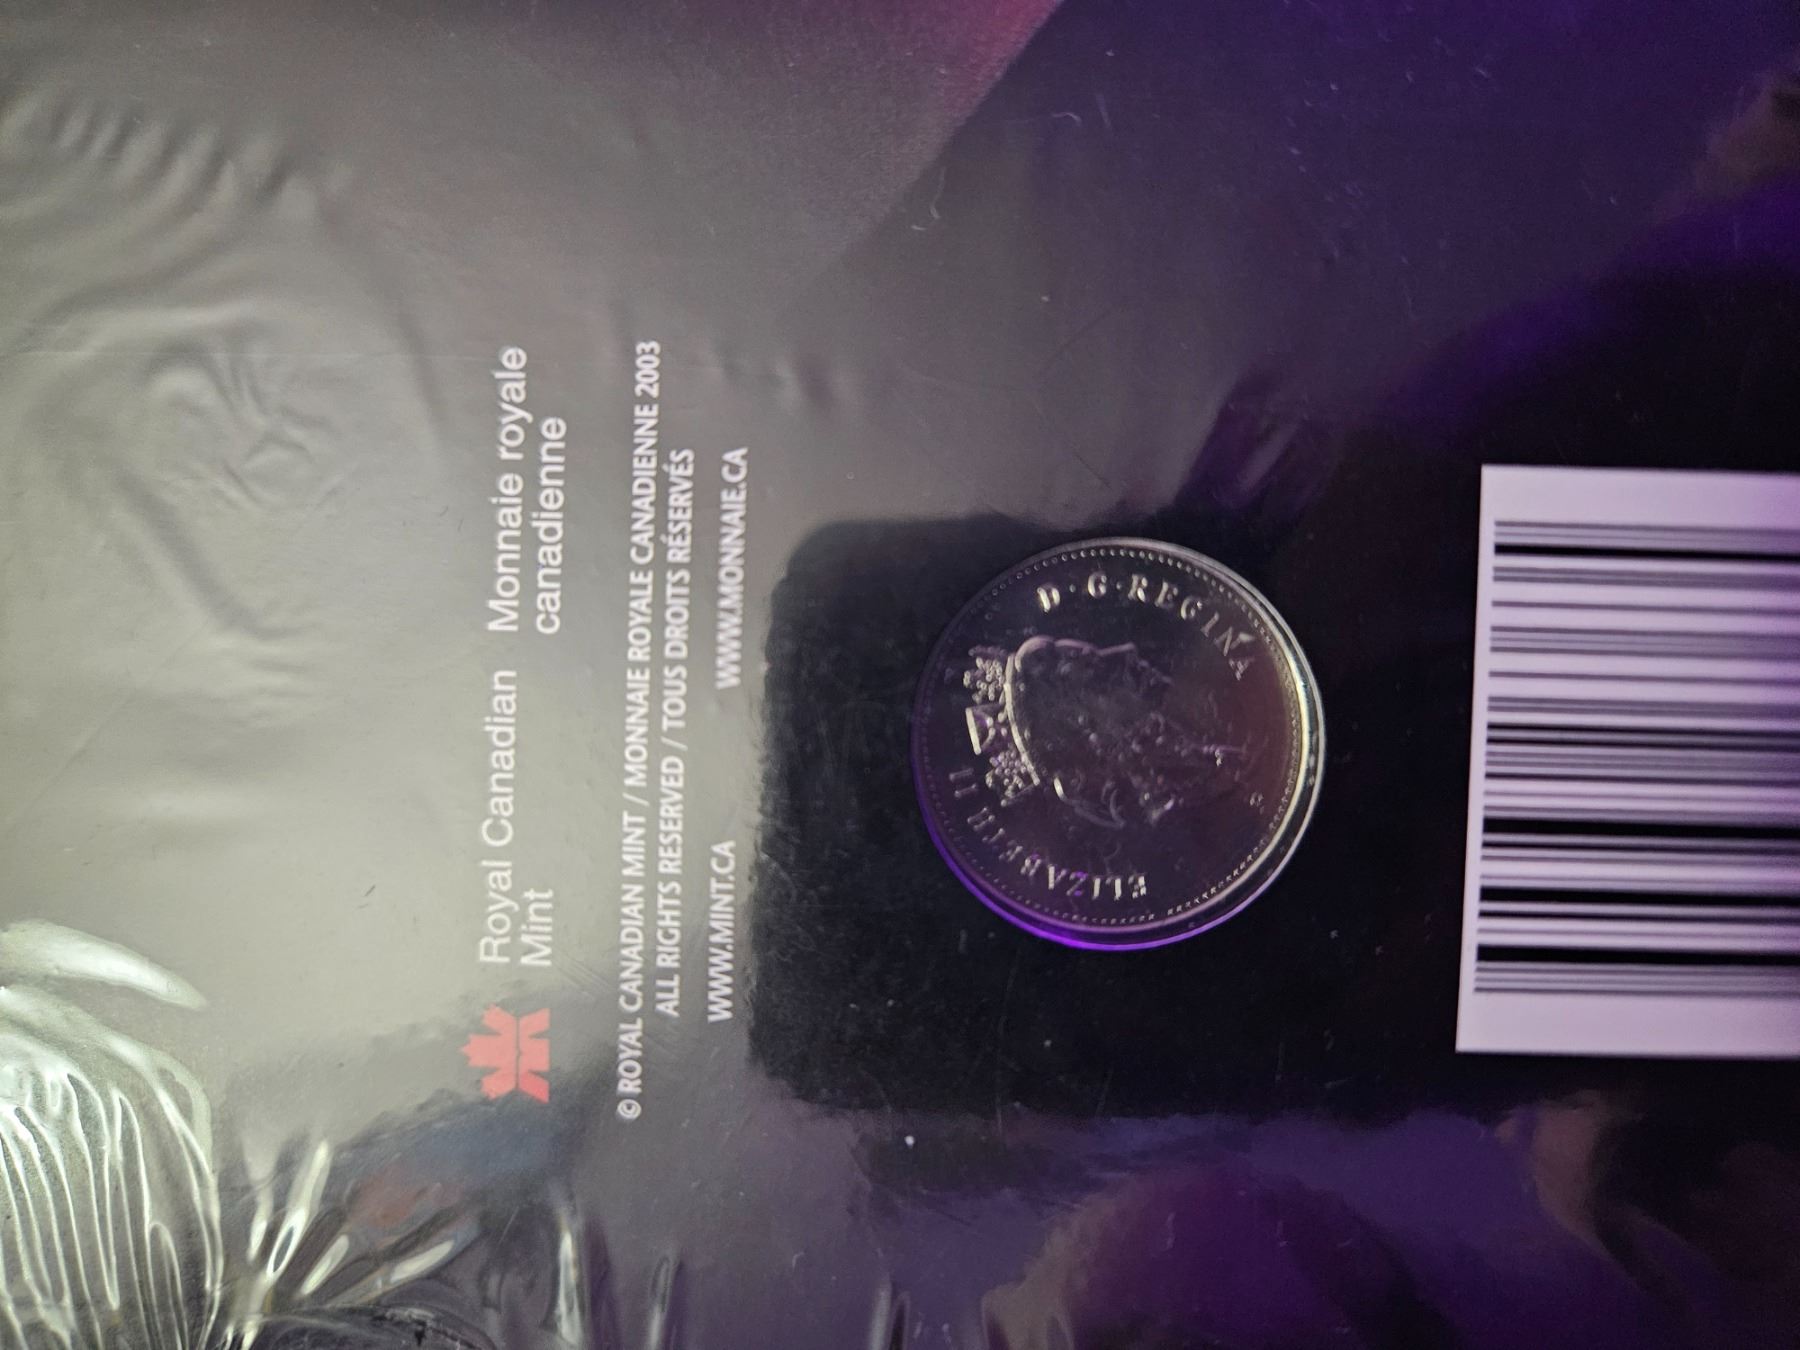 Royal Canadian Monnaie royale
Mint canadienne
© ROYAL CANADIAN MINT / MONNAIE ROYALE CANADIENNE 2003
ALL RIGHTS RESERVED / TOUS DROITS RÉSERVÉS
WWW.MINT.CA WWW.MONNAIE.CA
ELIZABETH II D·G·REGINA